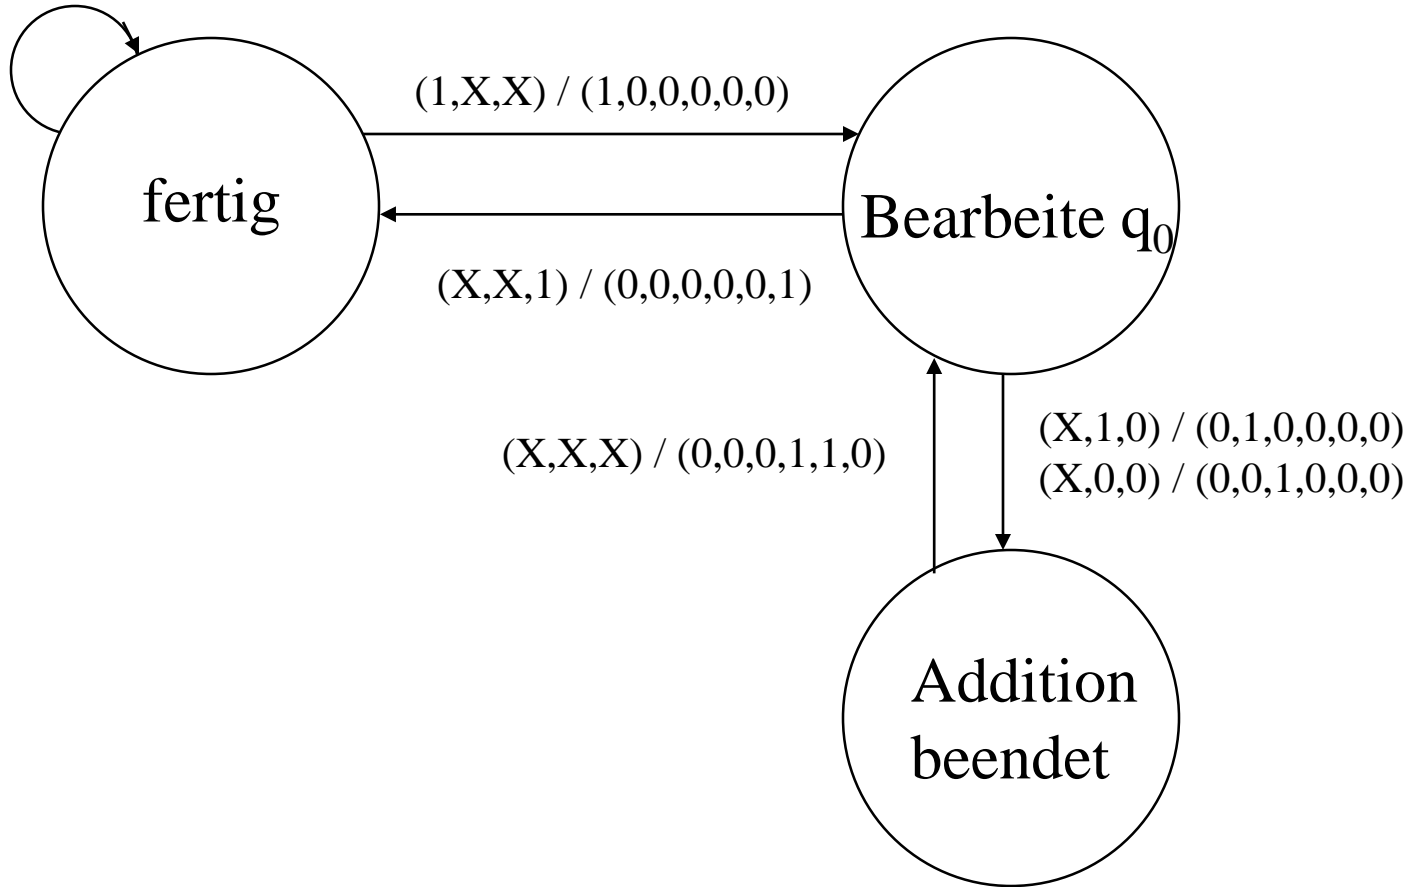 (1,X,X) / (1,0,0,0,0,0)
fertig
Bearbeite q₀
(X,X,1) / (0,0,0,0,0,1)
(X,X,X) / (0,0,0,1,1,0)
(X,1,0) / (0,1,0,0,0,0)
(X,0,0) / (0,0,1,0,0,0)
Addition
beendet